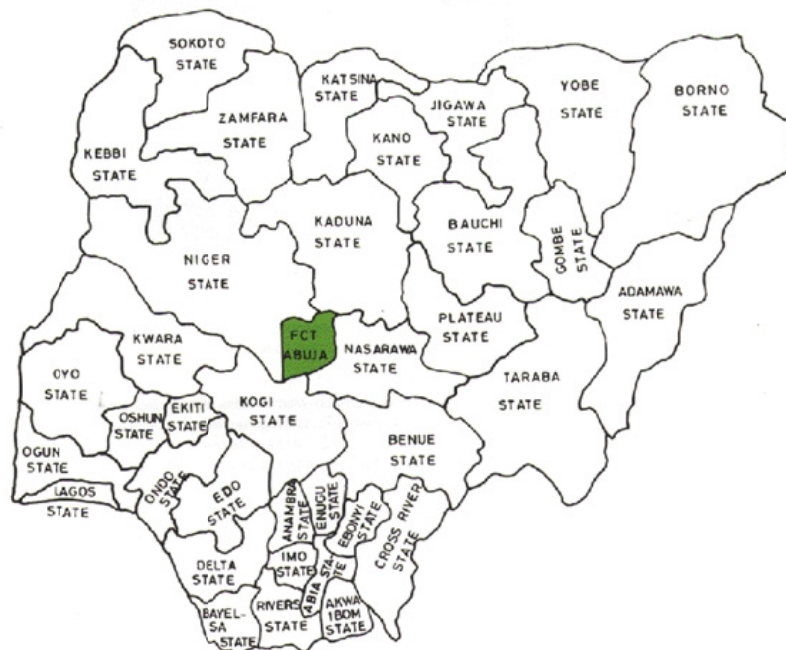 SOKOTO
STATE
KATSINA
STATE
YOBE
STATE
BORNO
STATE
JIGAWA
STATE
ZAMFARA
STATE
KANO
STATE
KEBBI
STATE
KADUNA
STATE
BAUCHI
STATE
GOMBE
STATE
NIGER
STATE
ADAMAWA
STATE
PLATEAU
STATE
FCT
ABUJA
NASARAWA
STATE
KWARA
STATE
TARABA
STATE
OYO
STATE
OSHUN
STATE
EKITI
STATE
KOGI
STATE
BENUE
STATE
OGUN
STATE
LAGOS
STATE
ONDO
STATE
EDO
STATE
ANAMBRA
STATE
ENUGU
STATE
EBONYI
STATE
CROSS RIVER
STATE
DELTA
STATE
IMO
STATE
ABIA STA-
TE
BAYEL-
SA STATE
RIVERS
STATE
AKWA
IBOM
STATE